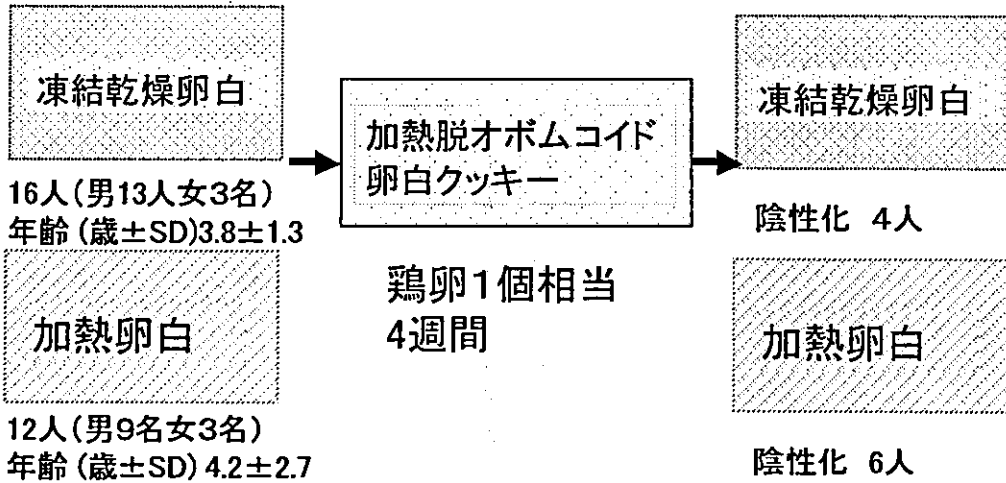 凍結乾燥卵白
16人(男13人女3名)
年齢(歳±SD)3.8±1.3
加熱卵白
12人(男9名女3名)
年齢(歳±SD)4.2±2.7
加熱脱オボムコイド
卵白クッキー
鶏卵1個相当
4週間
凍結乾燥卵白
陰性化 4人
加熱卵白
陰性化 6人